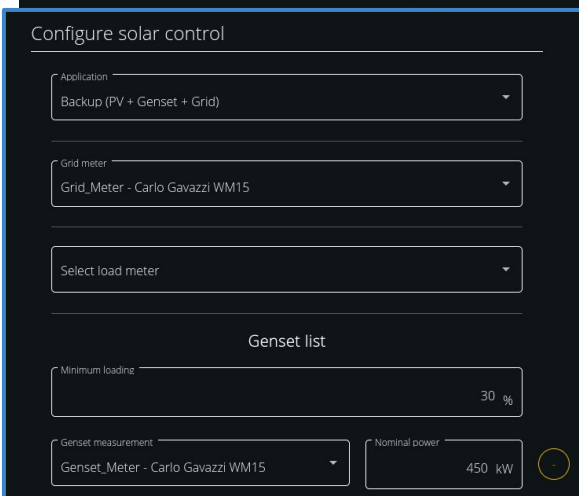 Configure solar control
Application
Backup (PV + Genset + Grid)
Grid meter
Grid_Meter - Carlo Gavazzi WM15
Select load meter
Genset list
Minimum loading
30 %
Genset measurement
Genset_Meter - Carlo Gavazzi WM15
Nominal power
450 kW
-